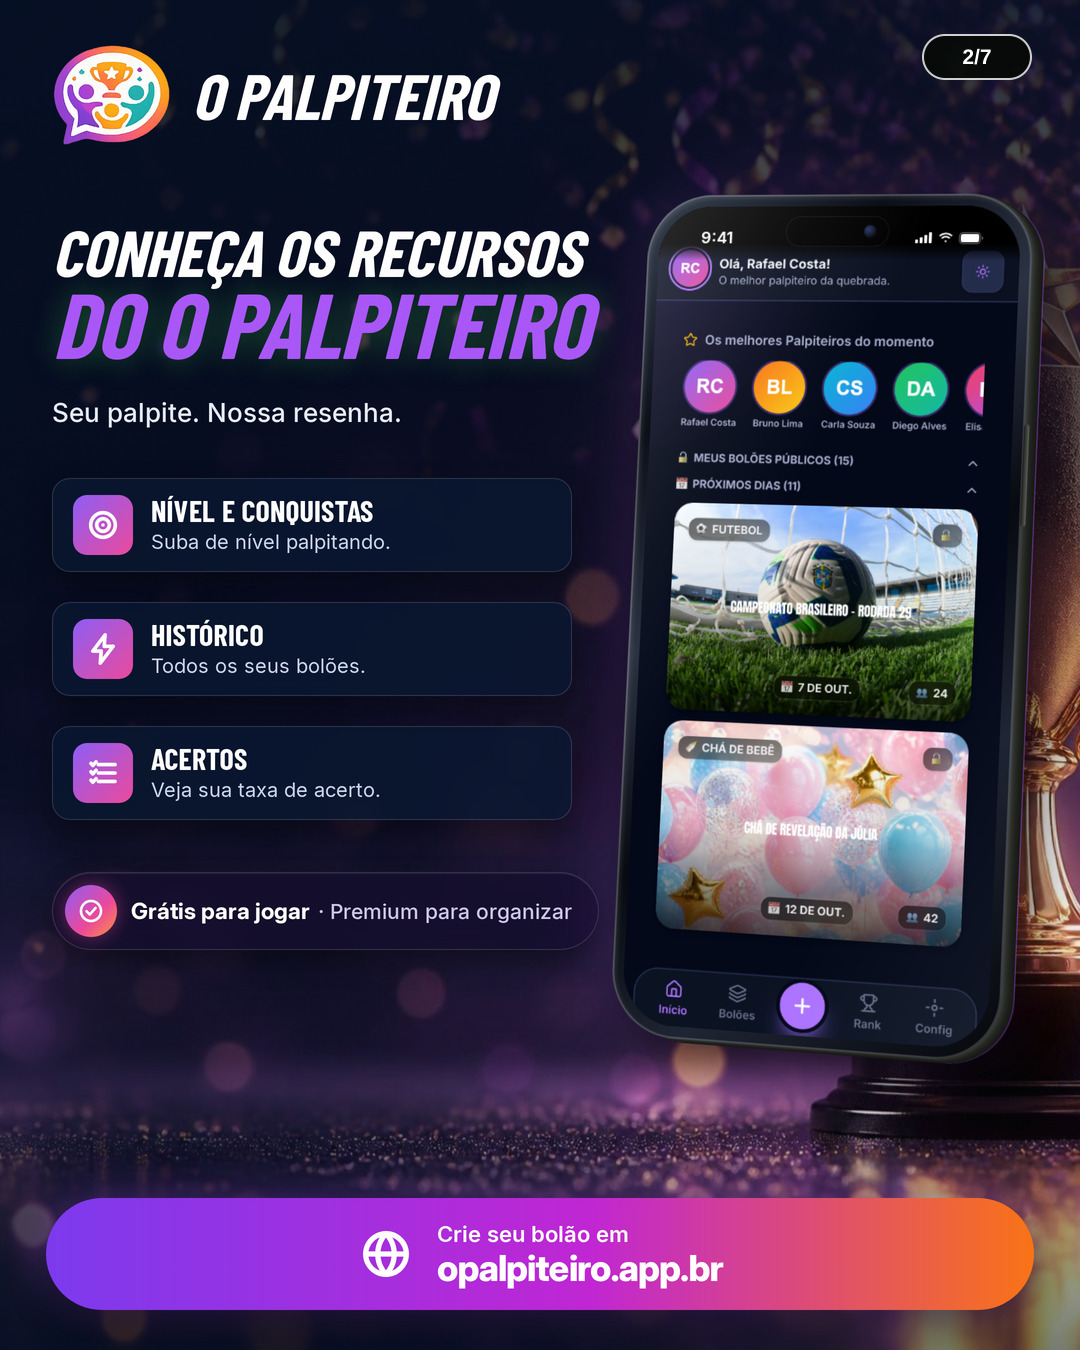 O PALPITEIRO
2/7
CONHEÇA OS RECURSOS
DO O PALPITEIRO
Seu palpite. Nossa resenha.
NÍVEL E CONQUISTAS
Suba de nível palpitando.
HISTÓRICO
Todos os seus bolões.
ACERTOS
Veja sua taxa de acerto.
Grátis para jogar · Premium para organizar
9:41
RC
Olá, Rafael Costa!
O melhor palpiteiro da quebrada.
Os melhores Palpiteiros do momento
RC BL CS DA
Rafael Costa Bruno Lima Carla Souza Diego Alves Elis
MEUS BOLÕES PÚBLICOS (15)
PRÓXIMOS DIAS (11)
FUTEBOL
CAMPEONATO BRASILEIRO - RODADA 29
7 DE OUT. 24
CHÁ DE BEBÊ
CHÁ DE REVELAÇÃO DA JÚLIA
12 DE OUT. 42
Início Bolões + Rank Config
Crie seu bolão em
opalpiteiro.app.br